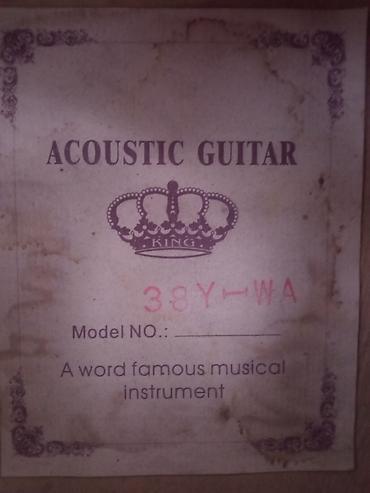 ACOUSTIC GUITAR
KING
38Y-WA
Model NO.:
A word famous musical
instrument